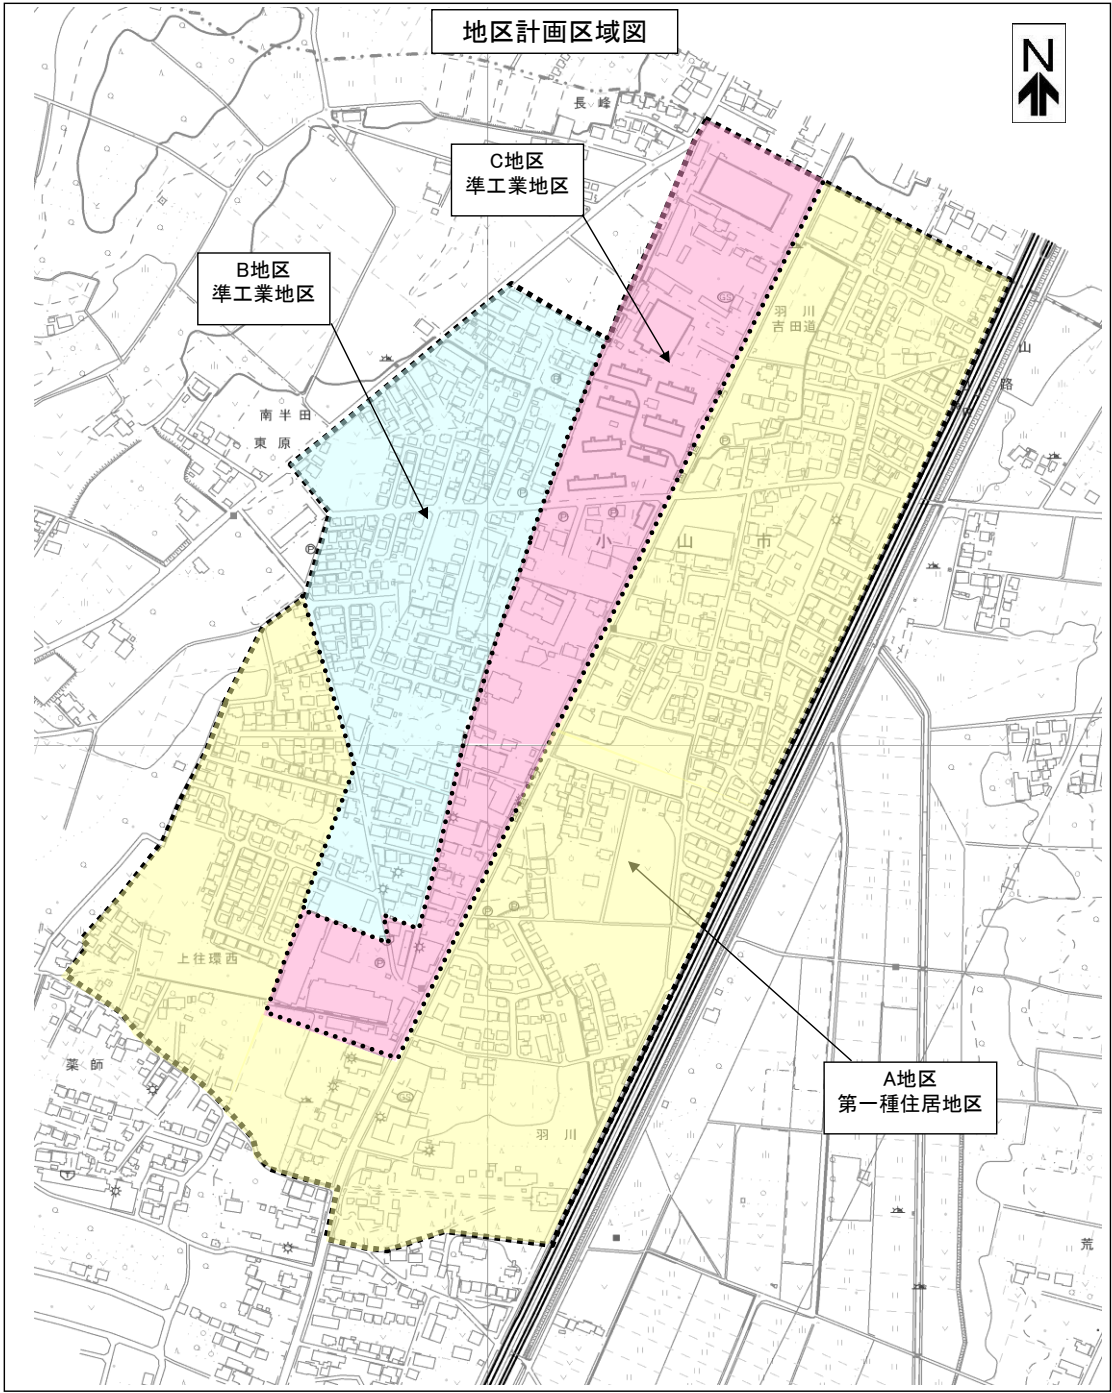 地区計画区域図
N
長峰
C地区
準工業地区
B地区
準工業地区
羽川
吉田道
山
路
南半田
東原
小山市
上往環西
薬師
A地区
第一種住居地区
羽川
荒